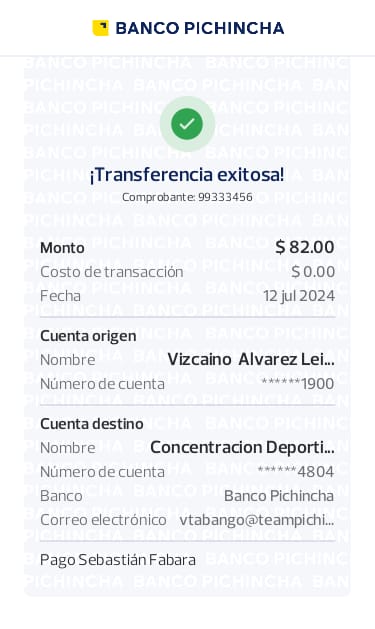 BANCO PICHINCHA
¡Transferencia exitosa!
Comprobante: 99333456
Monto $ 82.00
Costo de transacción $ 0.00
Fecha 12 jul 2024
Cuenta origen
Nombre Vizcaino Alvarez Lei...
Número de cuenta ******1900
Cuenta destino
Nombre Concentracion Deporti...
Número de cuenta ******4804
Banco Banco Pichincha
Correo electrónico vtabango@teampichi...
Pago Sebastián Fabara